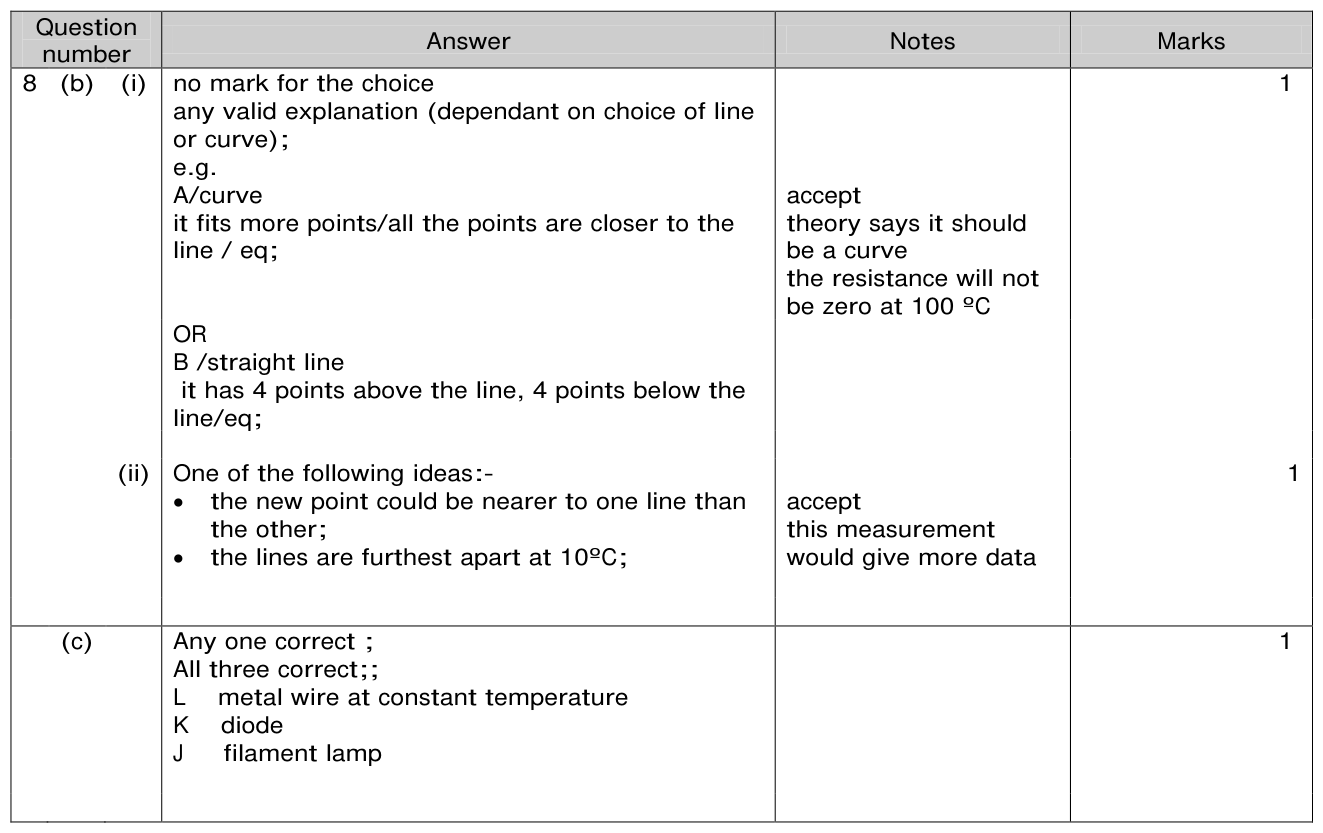 Question number Answer Notes Marks
8 (b) (i) no mark for the choice 1
any valid explanation (dependant on choice of line
or curve);
e.g.
A/curve accept
it fits more points/all the points are closer to the theory says it should
line / eq; be a curve
the resistance will not
be zero at 100 ºC
OR
B /straight line
it has 4 points above the line, 4 points below the
line/eq;
(ii) One of the following ideas:- 1
• the new point could be nearer to one line than accept
the other; this measurement
• the lines are furthest apart at 10ºC; would give more data
(c) Any one correct ; 1
All three correct;;
L metal wire at constant temperature
K diode
J filament lamp